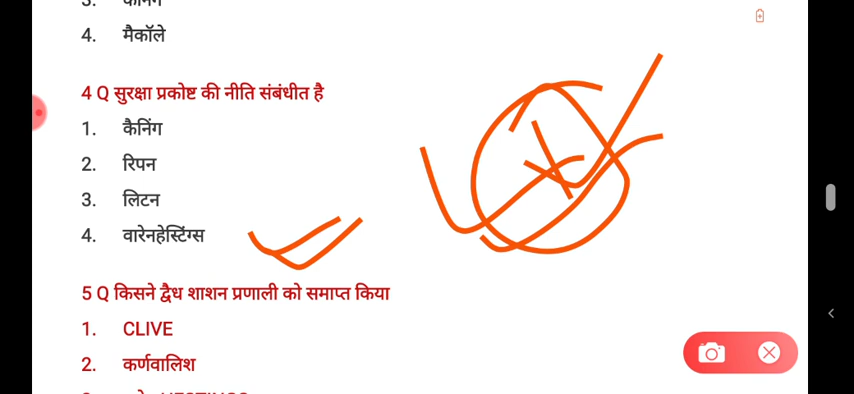 4. मैकॉले
4 Q सुरक्षा प्रकोष्ट की नीति संबंधीत है
1. कैनिंग
2. रिपन
3. लिटन
4. वारेनहेस्टिंग्स
5 Q किसने द्वैध शाशन प्रणाली को समाप्त किया
1. CLIVE
2. कर्णवालिश